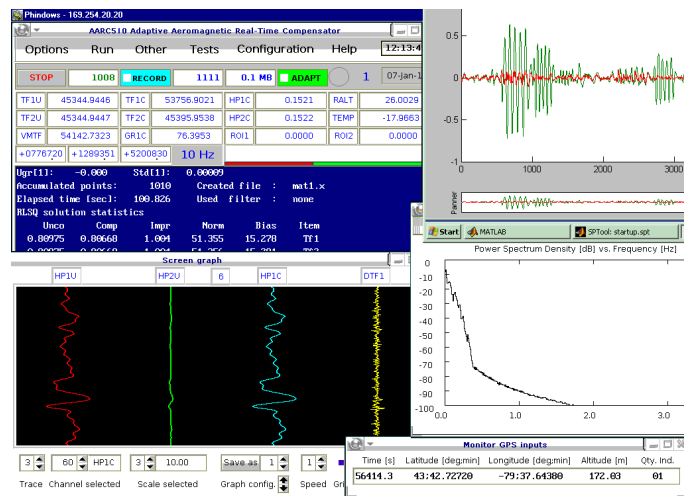 Phindows - 169.254.20.20
AARC510 Adaptive Aeromagnetic Real-Time Compensator
Options Run Other Tests Configuration Help 12:13:4
STOP 1008 RECORD 1111 0.1 MB ADAPT 1 07-Jan-1
TF1U 45344.9446 TF1C 53756.9021 HP1C 0.1521 RALT 26.0029
TF2U 45344.9447 TF2C 45395.9538 HP2C 0.1522 TEMP -17.9663
VMTF 54142.7323 GR1C 76.3953 ROI1 0.0000 ROI2 0.0000
+0776720 +1289351 +5200830 10 Hz
Ugr[1]: -0.000 Std[1]: 0.00009
Accumulated points: 1010 Created file : mat1.x
Elapsed time [sec]: 100.826 Used filter : none
RLSQ solution statistics
Unco Comp Impr Norm Bias Item
0.80975 0.80668 1.004 51.355 15.278 Tf1
Screen graph
HP1U HP2U 6 HP1C DTF1
3 60 HP1C 3 10.00 Save as 1 1
Trace Channel selected Scale selected Graph config. Speed Gri
0.5
0
-0.5
-1
0 1000 2000 3000
Panner
Start MATLAB SPTool: startup.spt
Power Spectrum Density [dB] vs. Frequency [Hz]
0
-10
-20
-30
-40
-50
-60
-70
-80
-90
-100
0.0 1.0 2.0 3.0
Monitor GPS inputs
Time [s] Latitude [deg;min] Longitude [deg;min] Altitude [m] Qty. Ind.
56414.3 43:42.72720 -79:37.64380 172.03 01